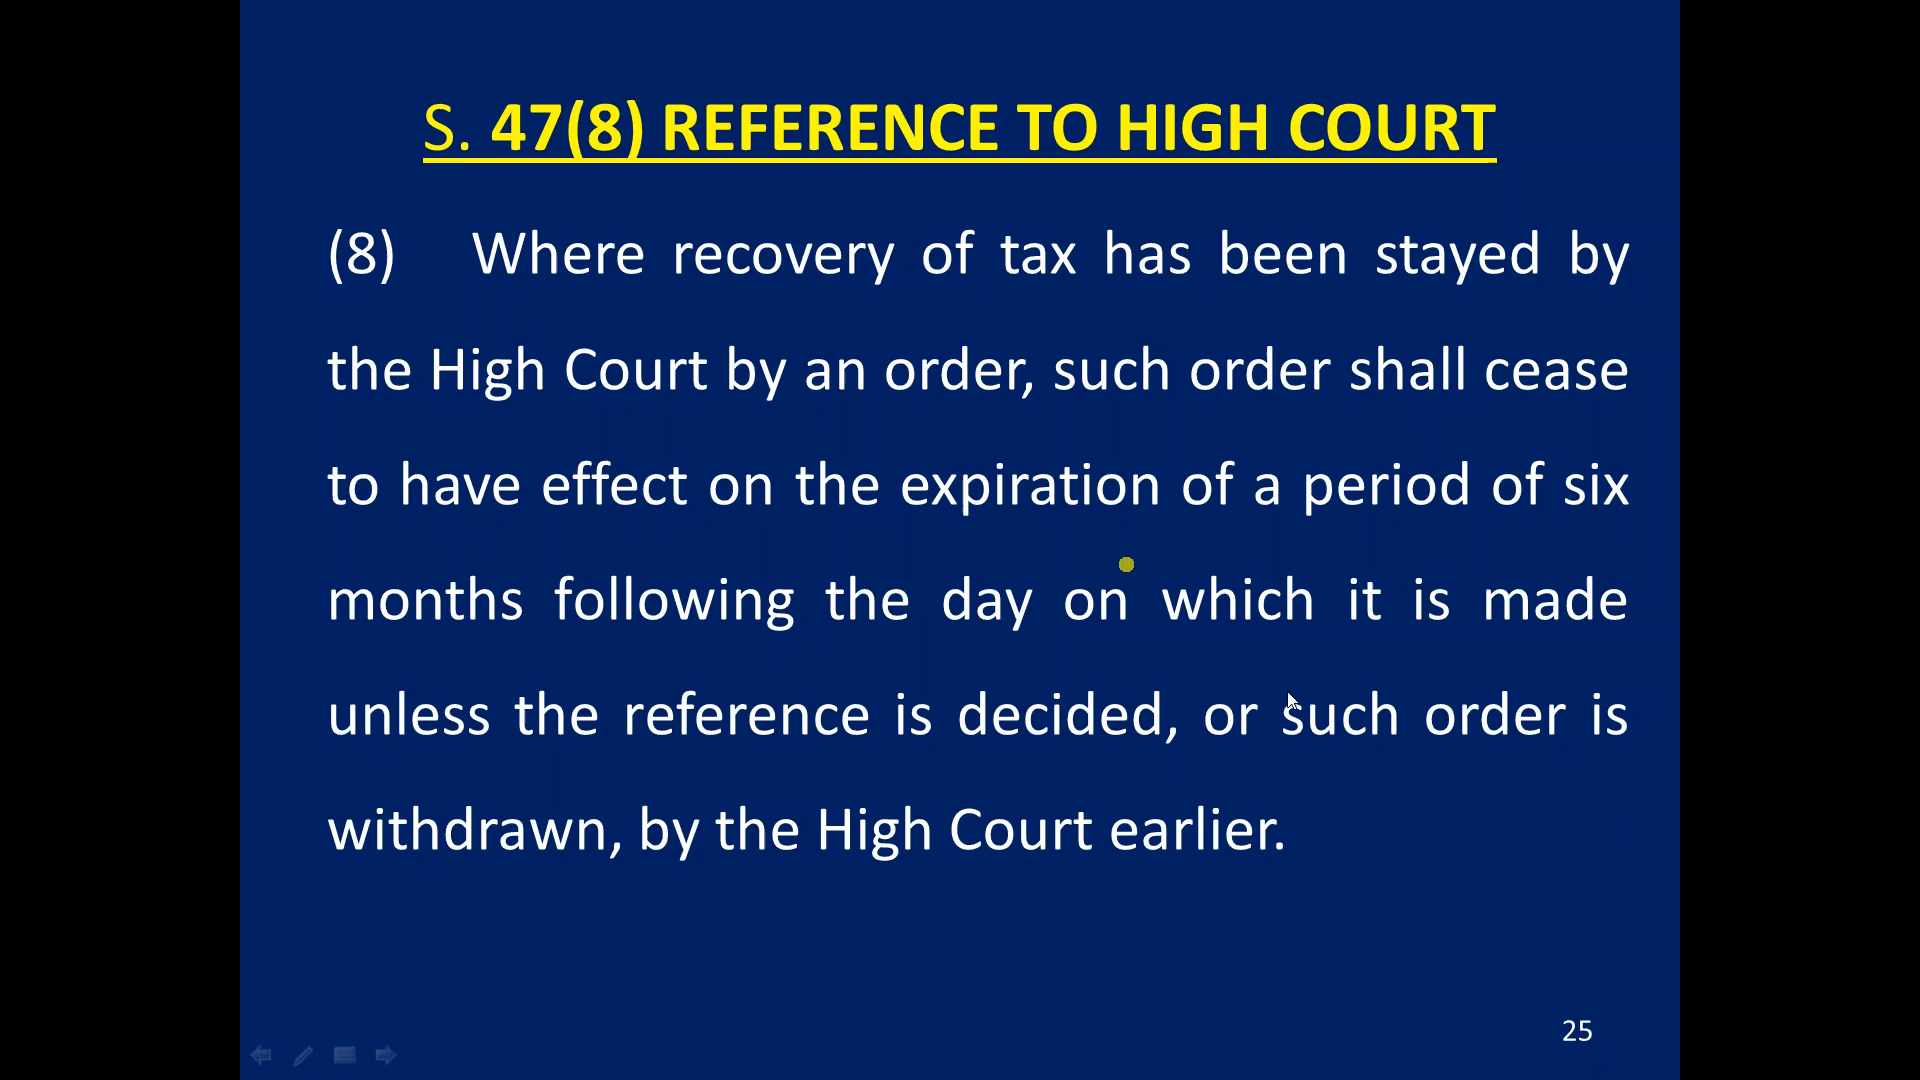 S. 47(8) REFERENCE TO HIGH COURT
(8) Where recovery of tax has been stayed by
the High Court by an order, such order shall cease
to have effect on the expiration of a period of six
months following the day on which it is made
unless the reference is decided, or such order is
withdrawn, by the High Court earlier.
25